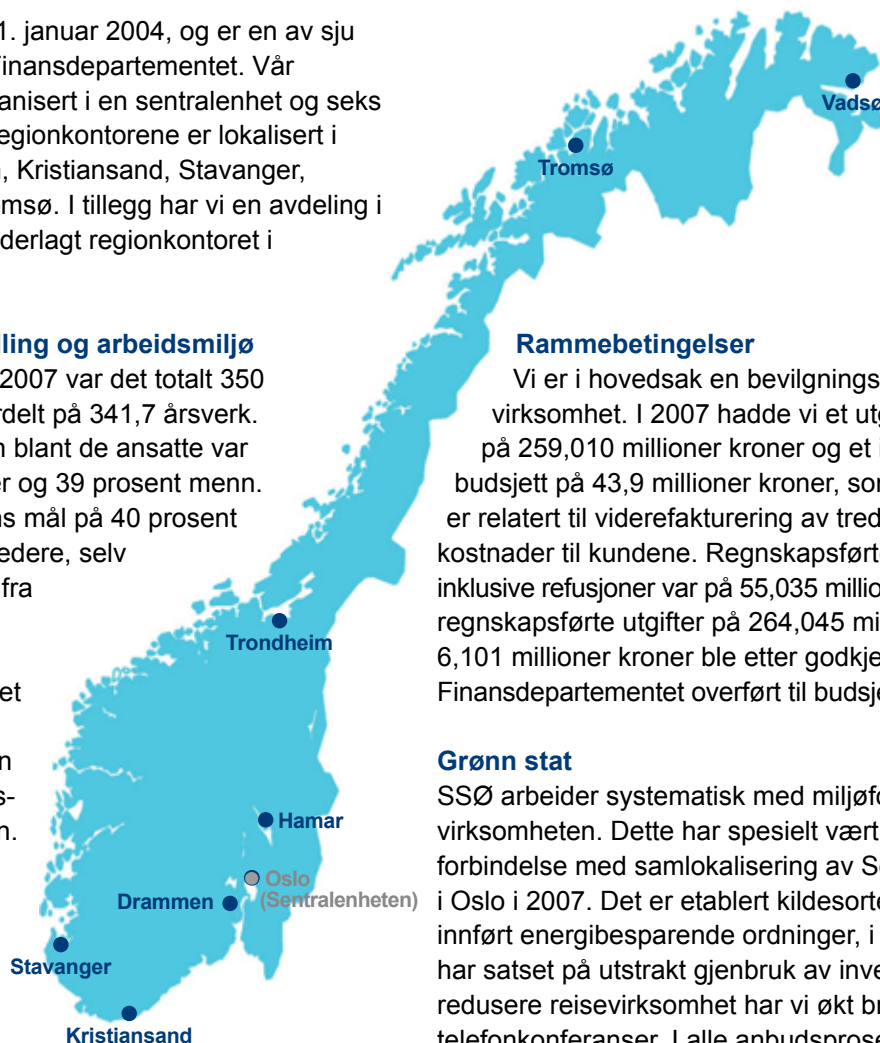 1. januar 2004, og er en av sju
Finansdepartementet. Vår
anisert i en sentralenhet og seks
egionkontorene er lokalisert i
, Kristiansand, Stavanger,
msø. I tillegg har vi en avdeling i
derlagt regionkontoret i
lling og arbeidsmiljø
2007 var det totalt 350
rdelt på 341,7 årsverk.
n blant de ansatte var
er og 39 prosent menn.
ns mål på 40 prosent
edere, selv
fra
et
n
s-
n.
Vadsø
Tromsø
Trondheim
Hamar
Oslo
(Sentralenheten)
Drammen
Stavanger
Kristiansand
Rammebetingelser
Vi er i hovedsak en bevilgnings
virksomhet. I 2007 hadde vi et utg
på 259,010 millioner kroner og et i
budsjett på 43,9 millioner kroner, som
er relatert til viderefakturering av tred
kostnader til kundene. Regnskapsførte
inklusive refusjoner var på 55,035 millio
regnskapsførte utgifter på 264,045 mi
6,101 millioner kroner ble etter godkje
Finansdepartementet overført til budsje
Grønn stat
SSØ arbeider systematisk med miljøfo
virksomheten. Dette har spesielt vært
forbindelse med samlokalisering av Se
i Oslo i 2007. Det er etablert kildesorte
innført energibesparende ordninger, i
har satset på utstrakt gjenbruk av inve
redusere reisevirksomhet har vi økt br
telefonkonferanser. I alle anbudsprose